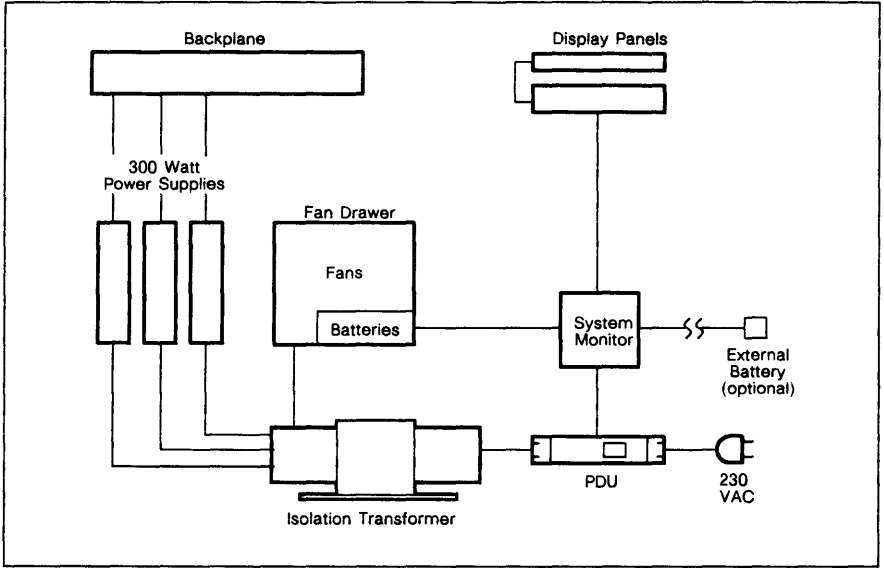 Backplane
Display Panels
300 Watt
Power Supplies
Fan Drawer
Fans
Batteries
System
Monitor
External
Battery
(optional)
PDU
230
VAC
Isolation Transformer